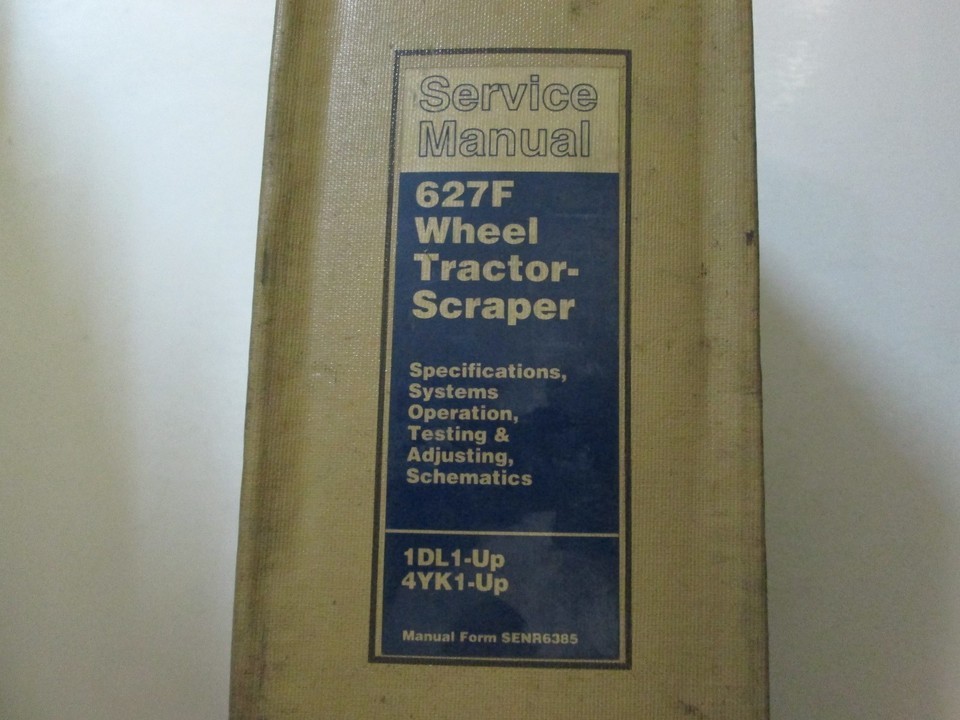 Service
Manual
627F
Wheel
Tractor-
Scraper
Specifications,
Systems
Operation,
Testing &
Adjusting,
Schematics
1DL1-Up
4YK1-Up
Manual Form SENR6385